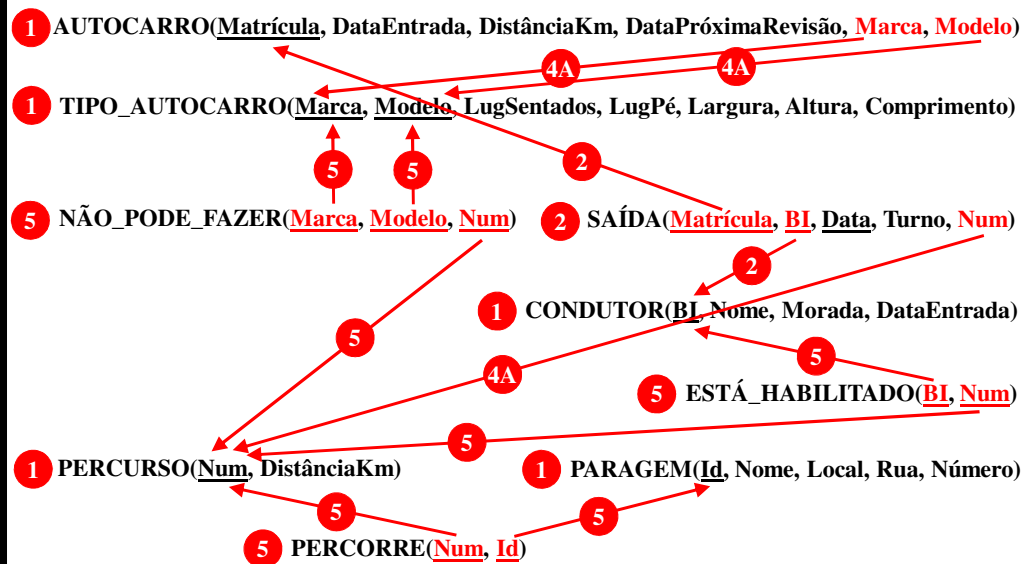 1 AUTOCARRO(Matrícula, DataEntrada, DistânciaKm, DataPróximaRevisão, Marca, Modelo)
4A 4A
1 TIPO_AUTOCARRO(Marca, Modelo, LugSentados, LugPé, Largura, Altura, Comprimento)
5 5 2
5 NÃO_PODE_FAZER(Marca, Modelo, Num) 2 SAÍDA(Matrícula, BI, Data, Turno, Num)
2
1 CONDUTOR(BI, Nome, Morada, DataEntrada)
5 5
4A
5 ESTÁ_HABILITADO(BI, Num)
5
1 PERCURSO(Num, DistânciaKm) 1 PARAGEM(Id, Nome, Local, Rua, Número)
5 5
5 PERCORRE(Num, Id)